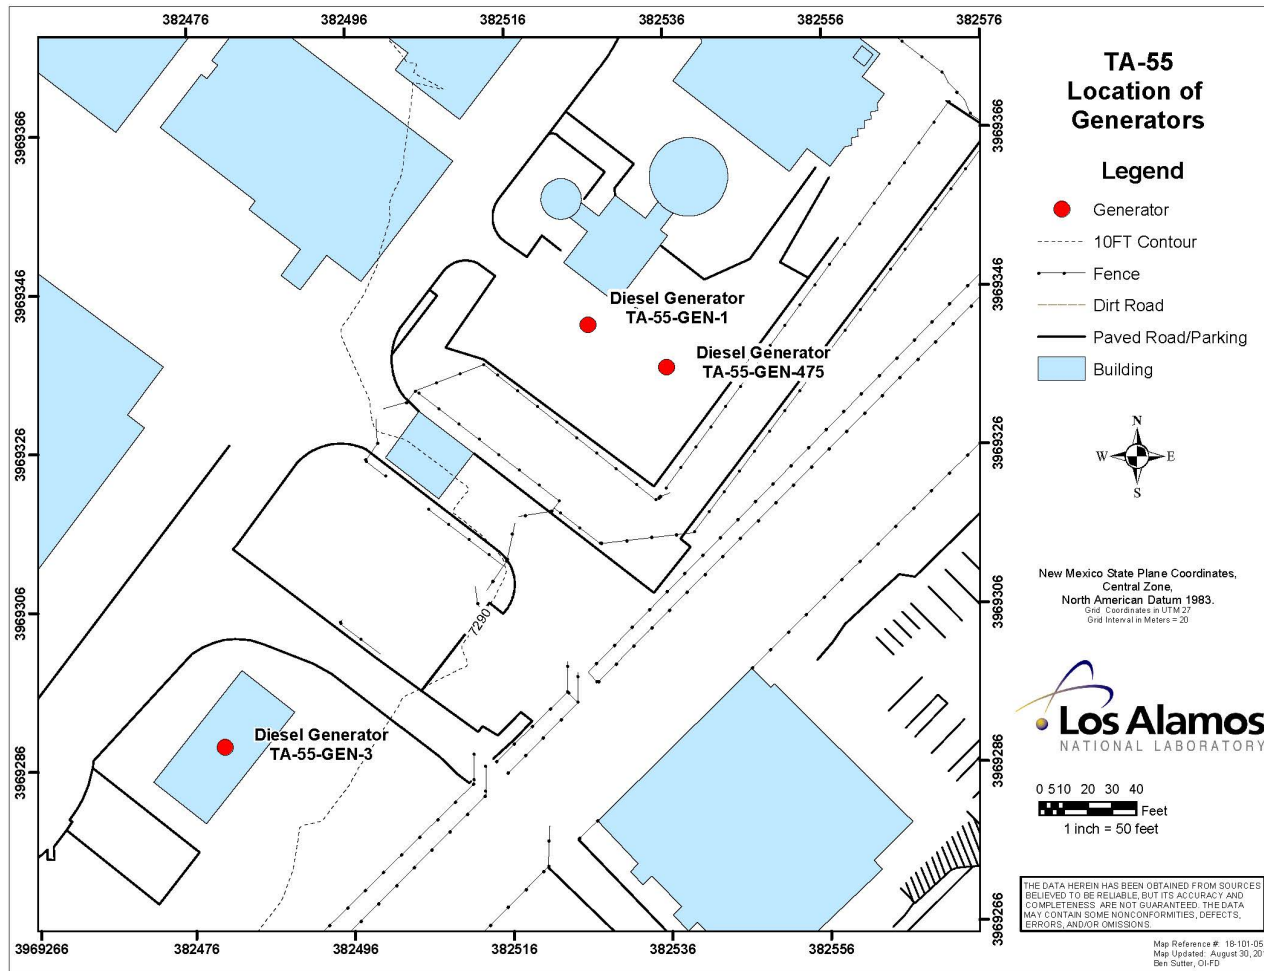 382476
382496
382516
382536
382556
382576
TA-55
Location of
Generators
Legend
Generator
10FT Contour
Fence
Dirt Road
Paved Road/Parking
Building
3969366
3969366
3969346
3969346
3969326
3969326
3969306
3969306
3969286
3969286
3969266
Diesel Generator
TA-55-GEN-1
Diesel Generator
TA-55-GEN-475
7290
Diesel Generator
TA-55-GEN-3
N
W
E
S
New Mexico State Plane Coordinates,
Central Zone,
North American Datum 1983.
Grid Coordinates in UTM 27
Grid Interval in Meters = 20
Los Alamos
NATIONAL LABORATORY
0 5 10 20 30 40
Feet
1 inch = 50 feet
THE DATA HEREIN HAS BEEN OBTAINED FROM SOURCES
BELIEVED TO BE RELIABLE, BUT ITS ACCURACY AND
COMPLETENESS ARE NOT GUARANTEED. THE DATA
MAY CONTAIN SOME NONCONFORMITIES, DEFECTS,
ERRORS, AND/OR OMISSIONS.
Map Reference #: 18-101-05
Map Updated: August 30,
Ben Sutter, OI-FD
3969266
382476
382496
382516
382536
382556